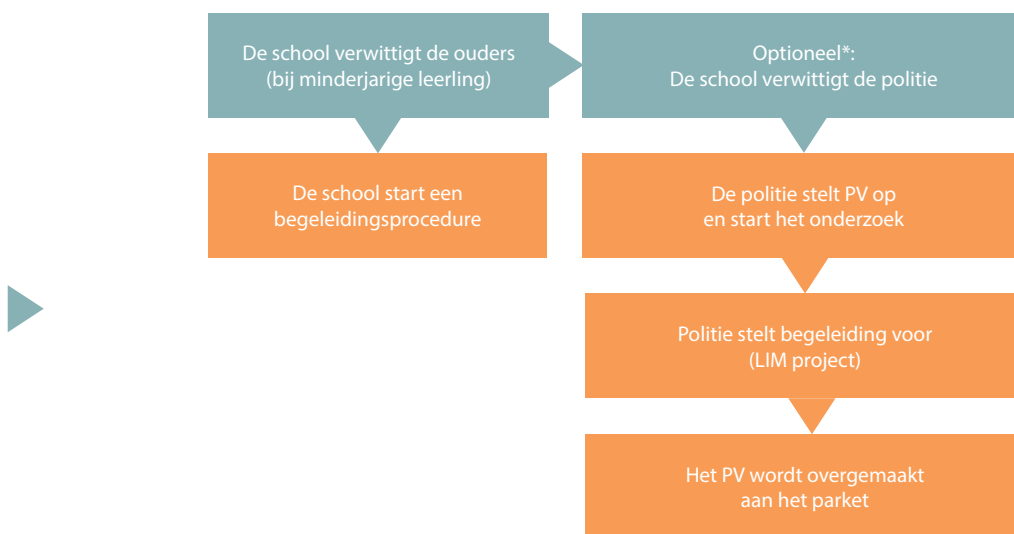 De school verwittigt de ouders
(bij minderjarige leerling)
Optioneel*:
De school verwittigt de politie
De school start een
begeleidingsprocedure
De politie stelt PV op
en start het onderzoek
Politie stelt begeleiding voor
(LIM project)
Het PV wordt overgemaakt
aan het parket